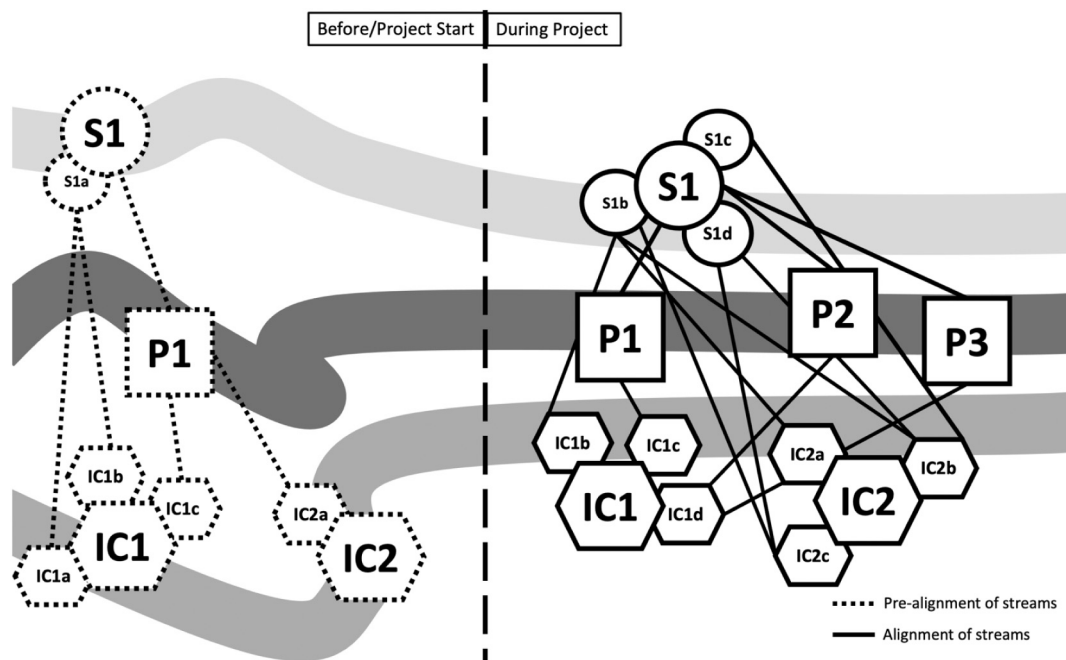 Before/Project Start
During Project
S1
S1a
P1
IC1b
IC1c
IC1
IC1a
IC2a
IC2
S1c
S1
S1b
S1d
P1
P2
P3
IC1b
IC1c
IC1
IC1d
IC2a
IC2b
IC2
IC2c
Pre-alignment of streams
Alignment of streams